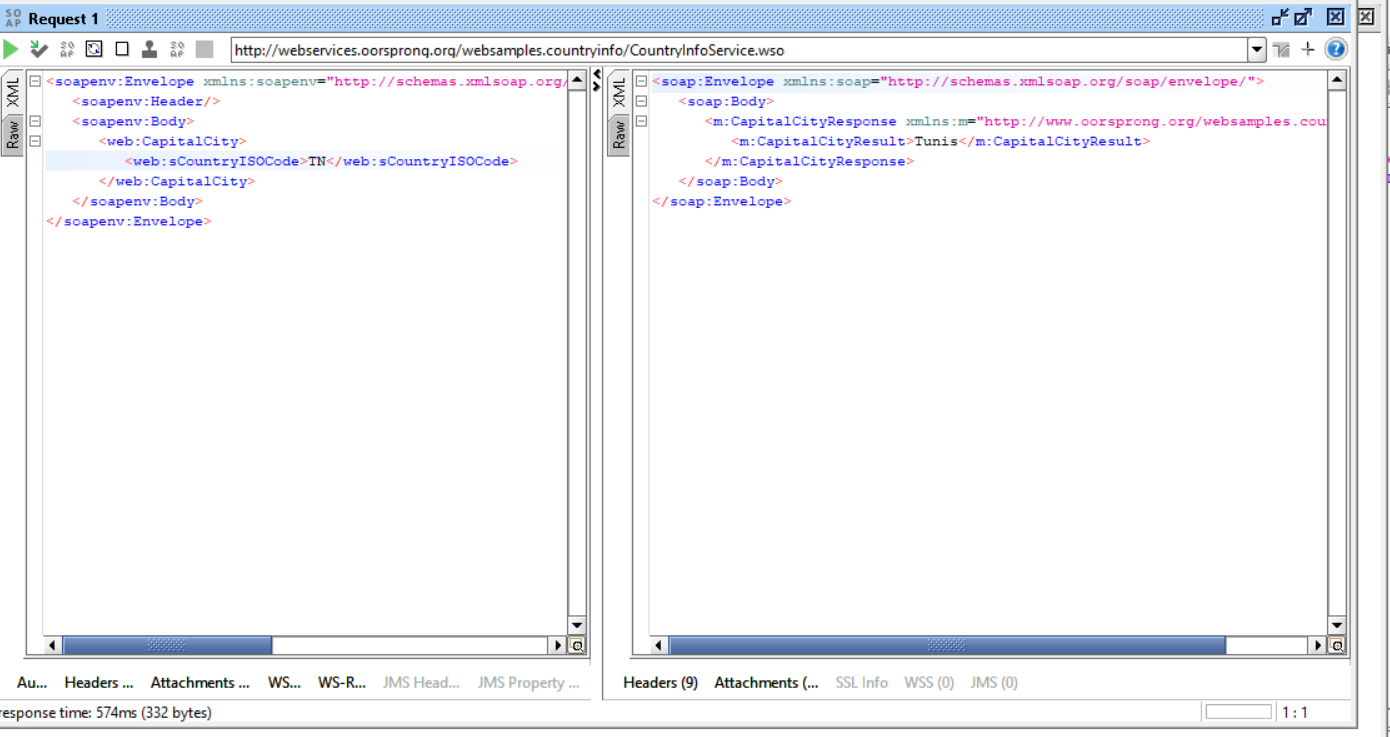 SOAP Request 1
http://webservices.oorsprong.org/websamples.countryinfo/CountryInfoService.wso
XML
Raw
<soapenv:Envelope xmlns:soapenv="http://schemas.xmlsoap.org/
<soapenv:Header/>
<soapenv:Body>
<web:CapitalCity>
<web:sCountryISOCode>TN</web:sCountryISOCode>
</web:CapitalCity>
</soapenv:Body>
</soapenv:Envelope>
XML
Raw
<soap:Envelope xmlns:soap="http://schemas.xmlsoap.org/soap/envelope/">
<soap:Body>
<m:CapitalCityResponse xmlns:m="http://www.oorsprong.org/websamples.cou
<m:CapitalCityResult>Tunis</m:CapitalCityResult>
</m:CapitalCityResponse>
</soap:Body>
</soap:Envelope>
Au... Headers ... Attachments ... WS... WS-R... JMS Head... JMS Property ...
Headers (9) Attachments (... SSL Info WSS (0) JMS (0)
response time: 574ms (332 bytes)
1 : 1